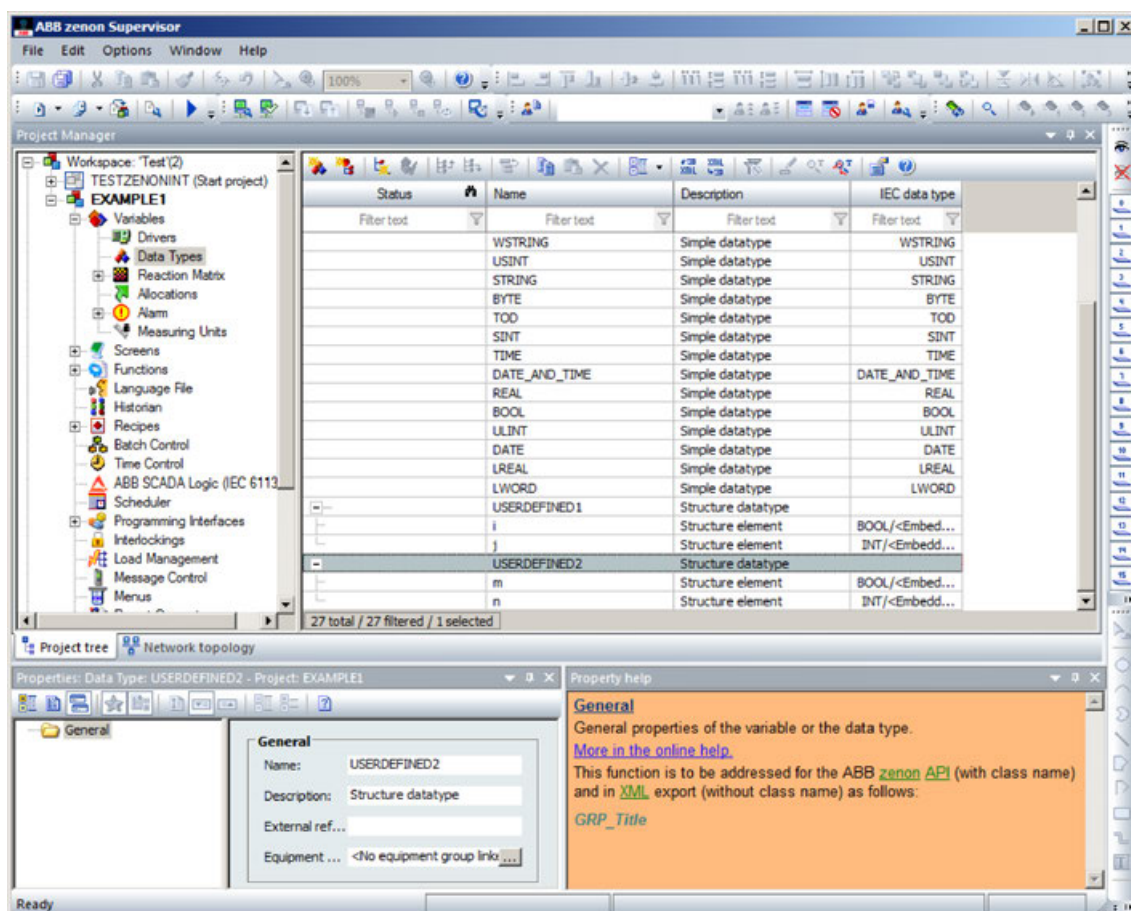 ABB zenon Supervisor
File Edit Options Window Help
100%
Project Manager
Workspace: 'Test'(2)
TESTZENONINT (Start project)
EXAMPLE1
Variables
Drivers
Data Types
Reaction Matrix
Allocations
Alarm
Measuring Units
Screens
Functions
Language File
Historian
Recipes
Batch Control
Time Control
ABB SCADA Logic (IEC 6113
Scheduler
Programming Interfaces
Interlockings
Load Management
Message Control
Menus
Status Name Description IEC data type
Filter text Filter text Filter text Filter text
WSTRING Simple datatype WSTRING
USINT Simple datatype USINT
STRING Simple datatype STRING
BYTE Simple datatype BYTE
TOD Simple datatype TOD
SINT Simple datatype SINT
TIME Simple datatype TIME
DATE_AND_TIME Simple datatype DATE_AND_TIME
REAL Simple datatype REAL
BOOL Simple datatype BOOL
ULINT Simple datatype ULINT
DATE Simple datatype DATE
LREAL Simple datatype LREAL
LWORD Simple datatype LWORD
USERDEFINED1 Structure datatype
i Structure element BOOL/<Embed...
j Structure element INT/<Embedd...
USERDEFINED2 Structure datatype
m Structure element BOOL/<Embed...
n Structure element INT/<Embedd...
27 total / 27 filtered / 1 selected
Project tree Network topology
Properties: Data Type: USERDEFINED2 - Project: EXAMPLE1
General
General
Name: USERDEFINED2
Description: Structure datatype
External ref...
Equipment ... <No equipment group link ...
Property help
General
General properties of the variable or the data type.
More in the online help.
This function is to be addressed for the ABB zenon API (with class name)
and in XML export (without class name) as follows:
GRP_Title
Ready